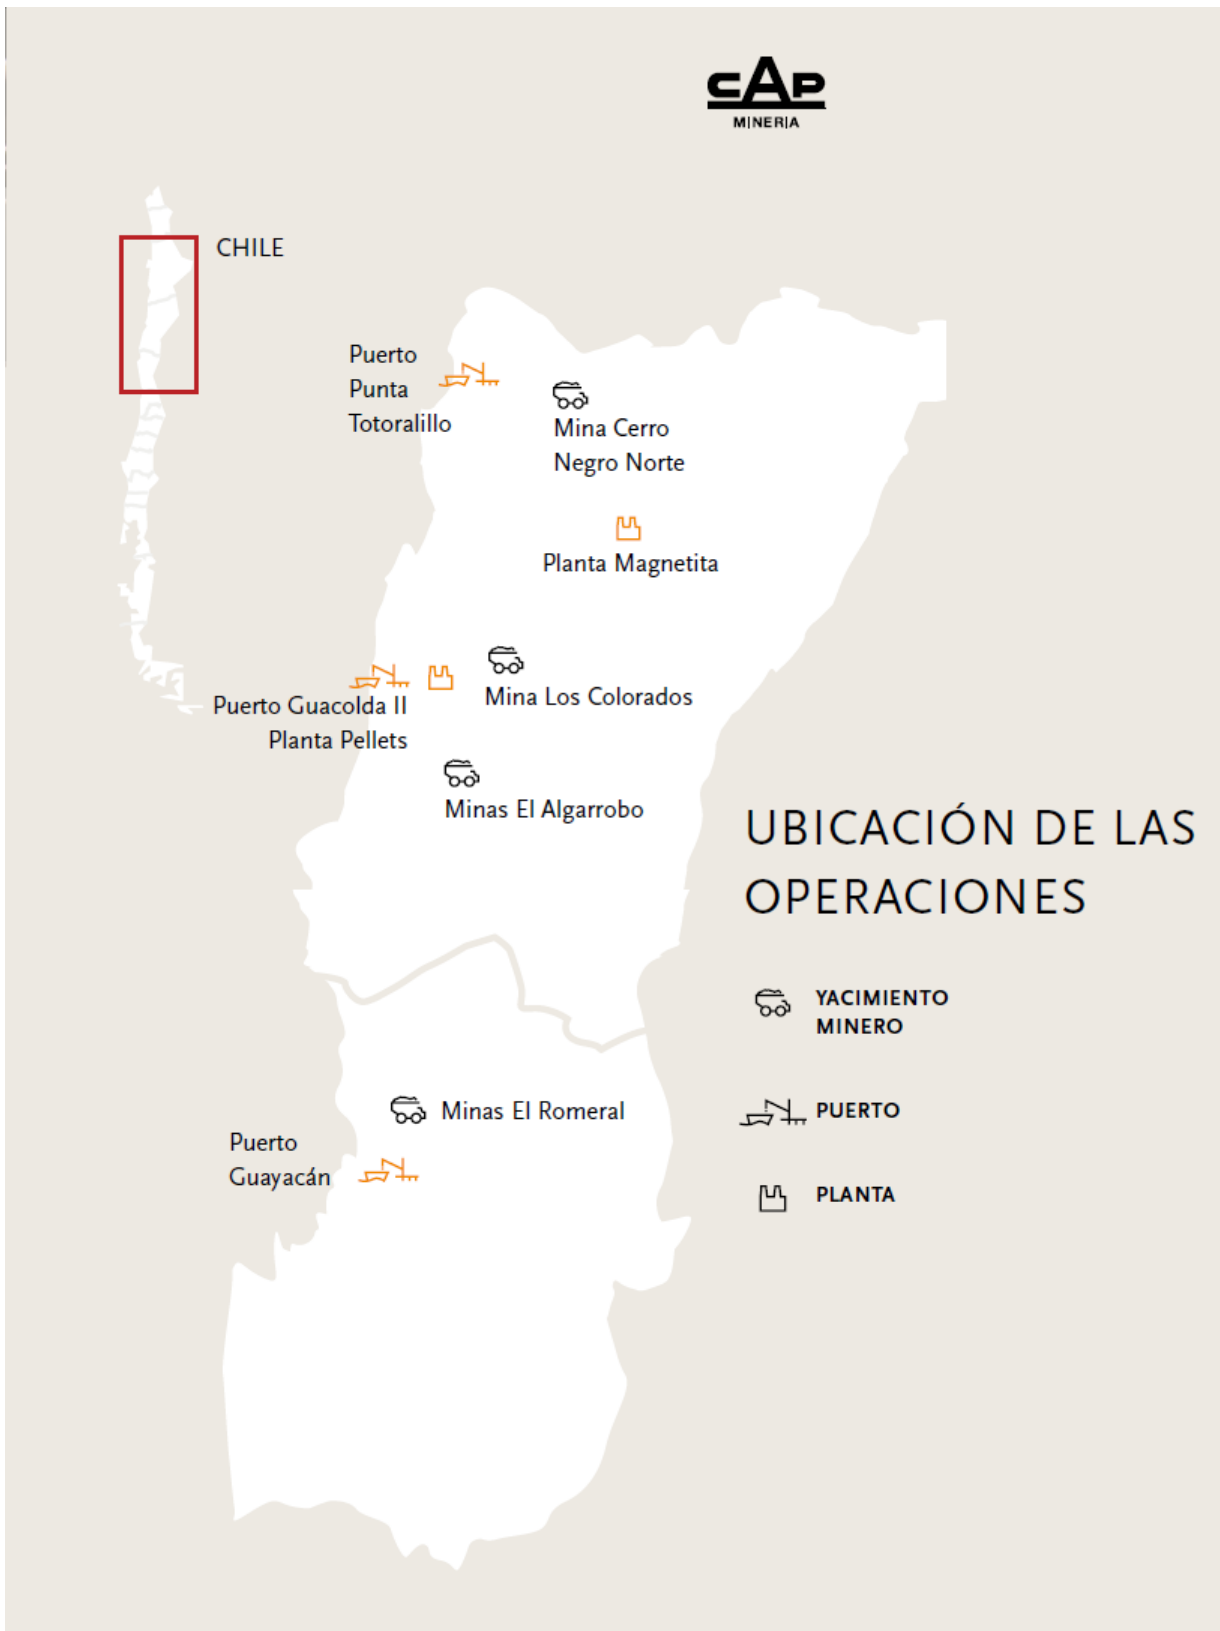 CAP
MINERIA
CHILE
Puerto
Punta
Totoralillo
Mina Cerro
Negro Norte
Planta Magnetita
Mina Los Colorados
Puerto Guacolda II
Planta Pellets
Minas El Algarrobo
UBICACIÓN DE LAS
OPERACIONES
YACIMIENTO
MINERO
Minas El Romeral
PUERTO
Puerto
Guayacán
PLANTA